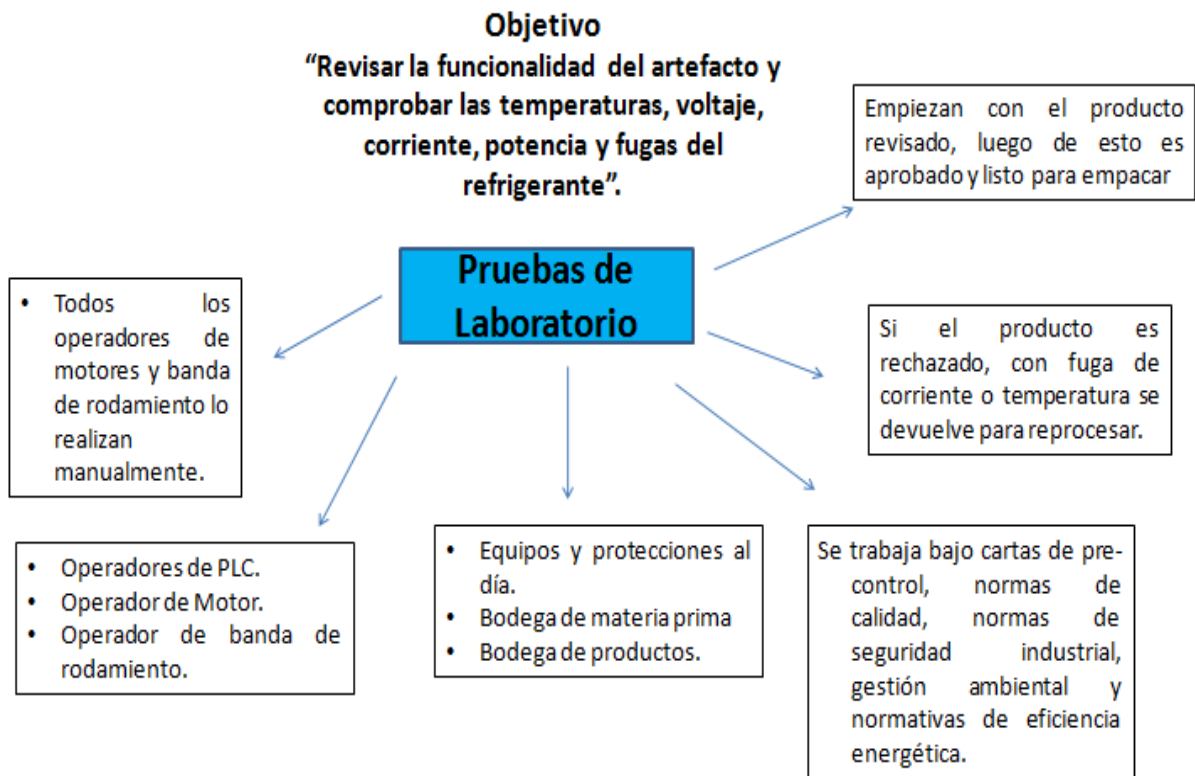 Objetivo
“Revisar la funcionalidad del artefacto y
comprobar las temperaturas, voltaje,
corriente, potencia y fugas del
refrigerante”.
Empiezan con el producto
revisado, luego de esto es
aprobado y listo para empacar
Pruebas de
Laboratorio
• Todos los
operadores de
motores y banda
de rodamiento lo
realizan
manualmente.
Si el producto es
rechazado, con fuga de
corriente o temperatura se
devuelve para reprocesar.
• Operadores de PLC.
• Operador de Motor.
• Operador de banda de
rodamiento.
• Equipos y protecciones al
día.
• Bodega de materia prima
• Bodega de productos.
Se trabaja bajo cartas de pre-
control, normas de
calidad, normas de
seguridad industrial,
gestión ambiental y
normativas de eficiencia
energética.